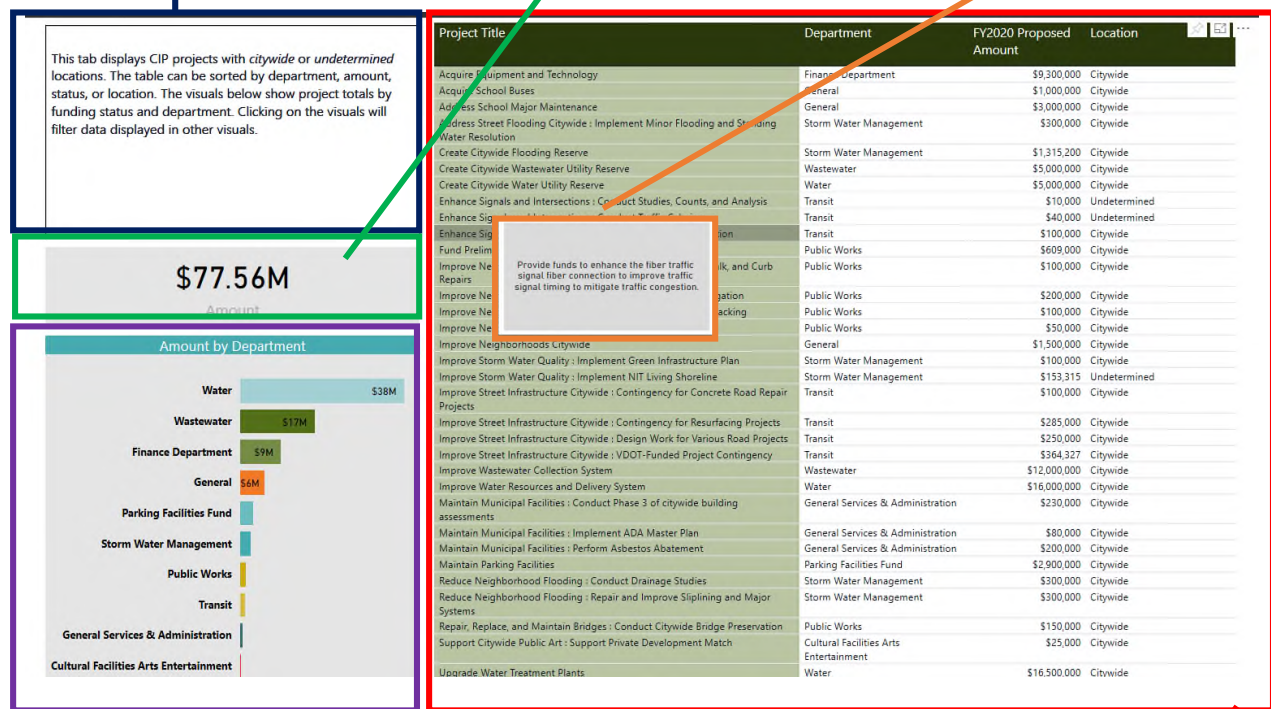 This tab displays CIP projects with citywide or undetermined
locations. The table can be sorted by department, amount,
status, or location. The visuals below show project totals by
funding status and department. Clicking on the visuals will
filter data displayed in other visuals.
$77.56M
Amount
Amount by Department
Water $38M
Wastewater $17M
Finance Department $9M
General $6M
Parking Facilities Fund
Storm Water Management
Public Works
Transit
General Services & Administration
Cultural Facilities Arts Entertainment
Project Title Department FY2020 Proposed Location
Amount
Acquire Equipment and Technology Finance Department $9,300,000 Citywide
Acquire School Buses General $1,000,000 Citywide
Address School Major Maintenance General $3,000,000 Citywide
Address Street Flooding Citywide : Implement Minor Flooding and Standing Storm Water Management $300,000 Citywide
Water Resolution
Create Citywide Flooding Reserve Storm Water Management $1,315,200 Citywide
Create Citywide Wastewater Utility Reserve Wastewater $5,000,000 Citywide
Create Citywide Water Utility Reserve Water $5,000,000 Citywide
Enhance Signals and Intersections : Conduct Studies, Counts, and Analysis Transit $10,000 Undetermined
Enhance Transit $40,000 Undetermined
Enhance Sig Transit $100,000 Citywide
Fund Prelim Public Works $609,000 Citywide
Improve Ne lk, and Curb Public Works $100,000 Citywide
Repairs
Improve Ne gation Public Works $200,000 Citywide
Improve Ne acking Public Works $100,000 Citywide
Improve Ne Public Works $50,000 Citywide
Provide funds to enhance the fiber traffic
signal fiber connection to improve traffic
signal timing to mitigate traffic congestion.
Improve Neighborhoods Citywide General $1,500,000 Citywide
Improve Storm Water Quality : Implement Green Infrastructure Plan Storm Water Management $100,000 Citywide
Improve Storm Water Quality : Implement NIT Living Shoreline Storm Water Management $153,315 Undetermined
Improve Street Infrastructure Citywide : Contingency for Concrete Road Repair Transit $100,000 Citywide
Projects
Improve Street Infrastructure Citywide : Contingency for Resurfacing Projects Transit $285,000 Citywide
Improve Street Infrastructure Citywide : Design Work for Various Road Projects Transit $250,000 Citywide
Improve Street Infrastructure Citywide : VDOT-Funded Project Contingency Transit $364,327 Citywide
Improve Wastewater Collection System Wastewater $12,000,000 Citywide
Improve Water Resources and Delivery System Water $16,000,000 Citywide
Maintain Municipal Facilities : Conduct Phase 3 of citywide building General Services & Administration $230,000 Citywide
assessments
Maintain Municipal Facilities : Implement ADA Master Plan General Services & Administration $80,000 Citywide
Maintain Municipal Facilities : Perform Asbestos Abatement General Services & Administration $200,000 Citywide
Maintain Parking Facilities Parking Facilities Fund $2,900,000 Citywide
Reduce Neighborhood Flooding : Conduct Drainage Studies Storm Water Management $300,000 Citywide
Reduce Neighborhood Flooding : Repair and Improve Sliplining and Major Storm Water Management $300,000 Citywide
Systems
Repair, Replace, and Maintain Bridges : Conduct Citywide Bridge Preservation Public Works $150,000 Citywide
Support Citywide Public Art : Support Private Development Match Cultural Facilities Arts $25,000 Citywide
Entertainment
Upgrade Water Treatment Plants Water $16,500,000 Citywide